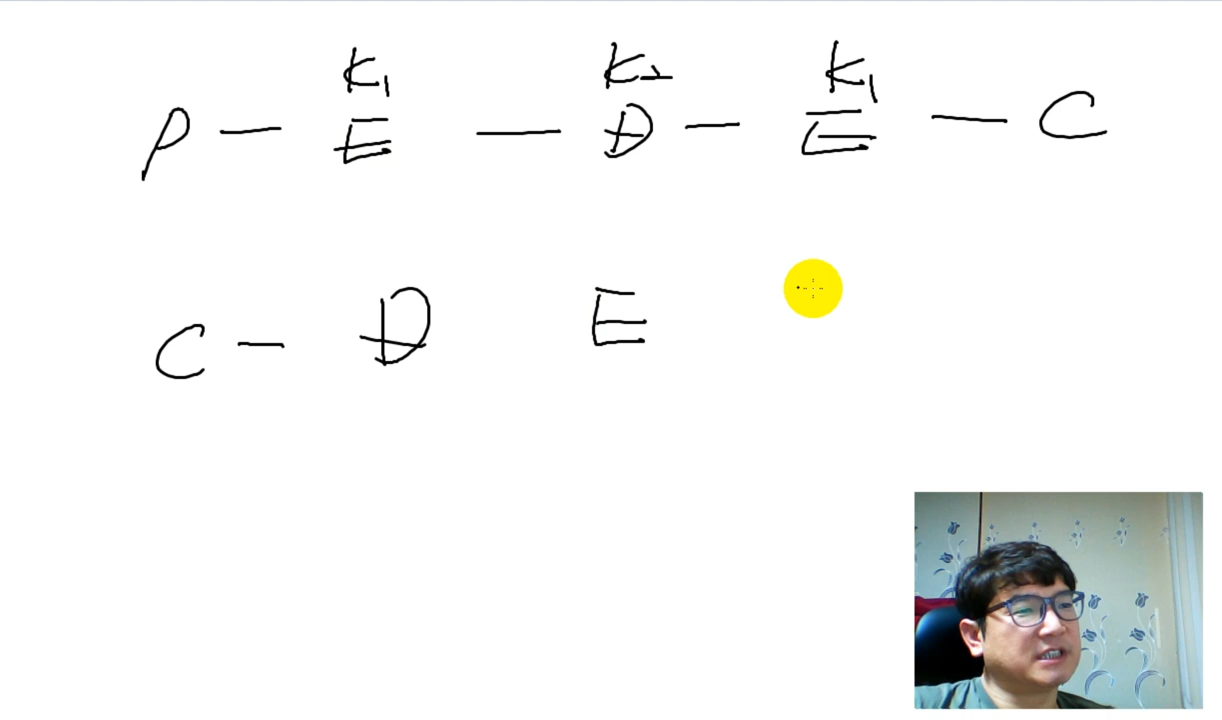 K₁ K₂ K₁
P — E — D — E — C
C — D E